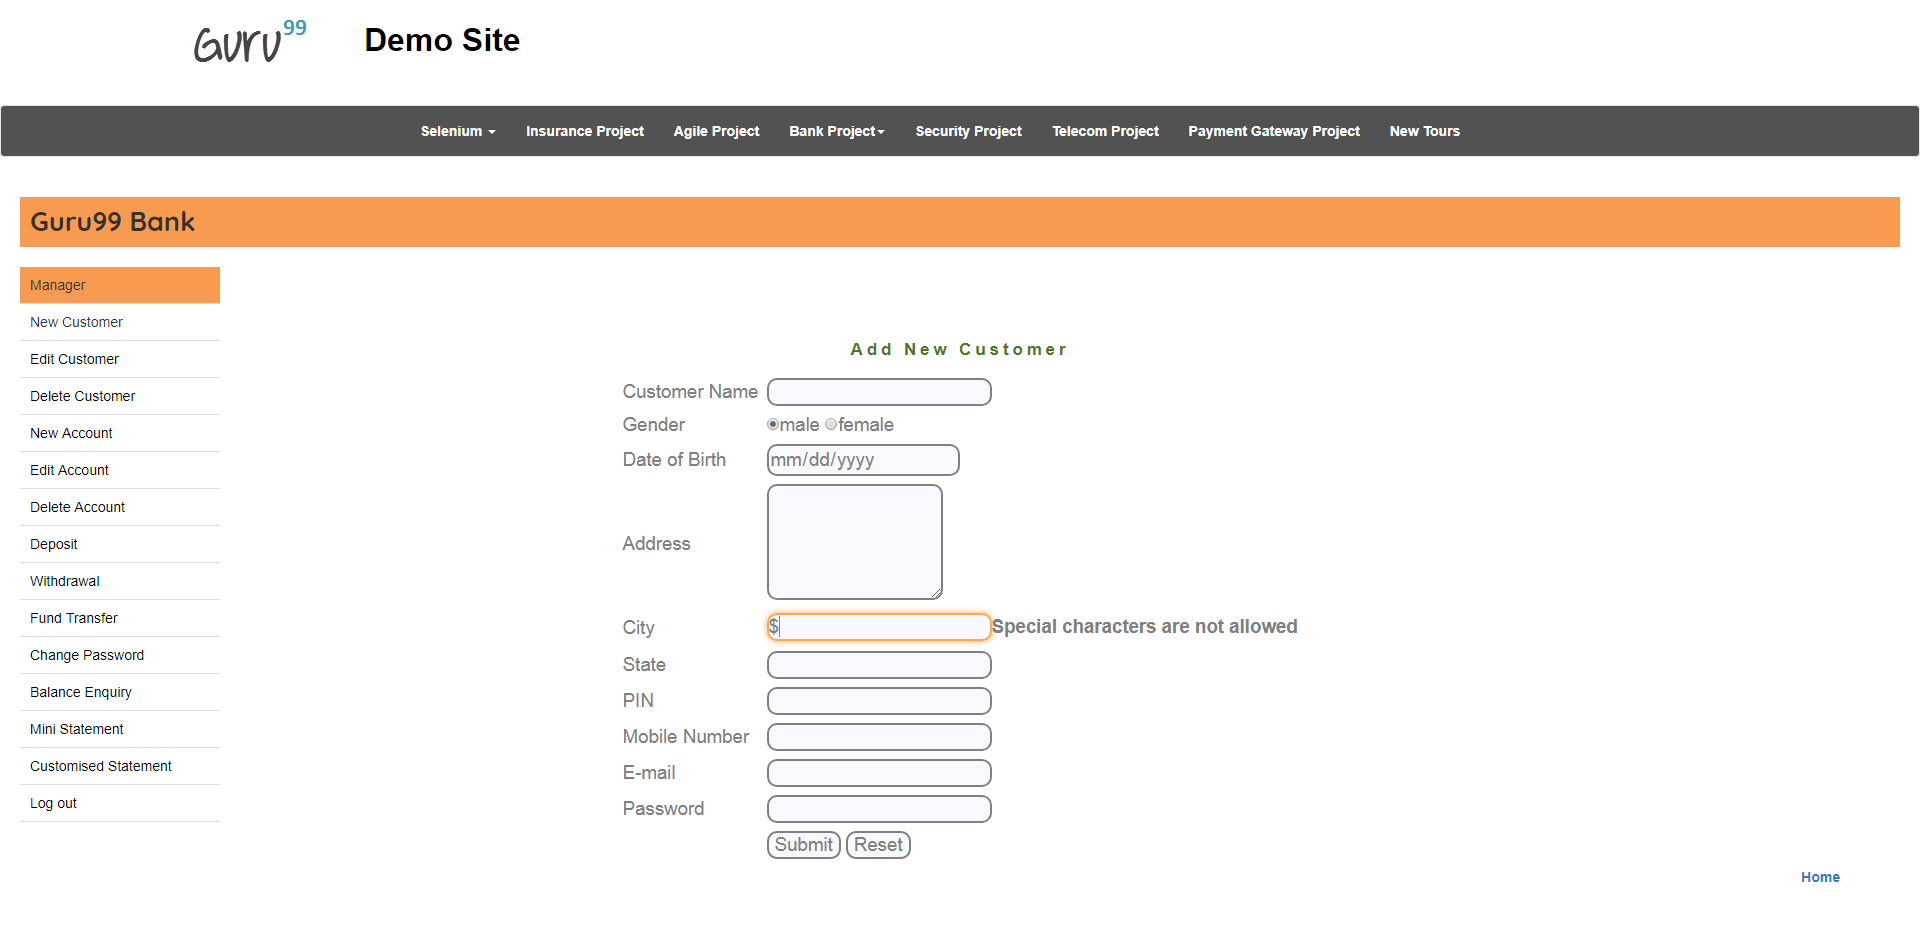 Guru99 Demo Site
Selenium Insurance Project Agile Project Bank Project Security Project Telecom Project Payment Gateway Project New Tours
Guru99 Bank
Manager
New Customer
Edit Customer
Delete Customer
New Account
Edit Account
Delete Account
Deposit
Withdrawal
Fund Transfer
Change Password
Balance Enquiry
Mini Statement
Customised Statement
Log out
Add New Customer
Customer Name
Gender male female
Date of Birth mm/dd/yyyy
Address
City $ Special characters are not allowed
State
PIN
Mobile Number
E-mail
Password
Submit Reset
Home